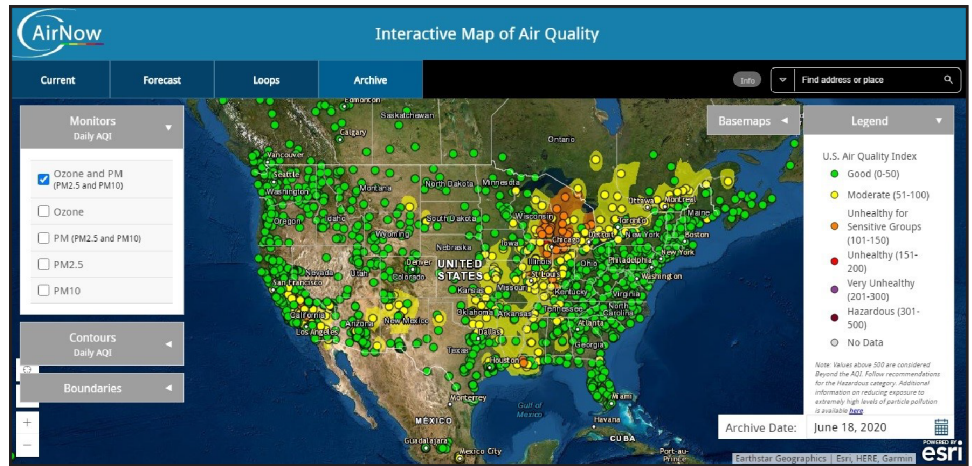 AirNow
Interactive Map of Air Quality
Current
Forecast
Loops
Archive
Info
Find address or place
Monitors
Daily AQI
Ozone and PM
(PM2.5 and PM10)
Ozone
PM (PM2.5 and PM10)
PM2.5
PM10
Contours
Daily AQI
Boundaries
+
−
Basemaps
Legend
U.S. Air Quality Index
Good (0-50)
Moderate (51-100)
Unhealthy for
Sensitive Groups
(101-150)
Unhealthy (151-
200)
Very Unhealthy
(201-300)
Hazardous (301-
500)
No Data
Note: Values above 500 are considered
Beyond the AQI. Follow recommendations
for the Hazardous category. Additional
information on reducing exposure to
extremely high levels of particle pollution
is available here.
Edmonton
Saskatchewan
Calgary
Ontario
Vancouver
Seattle
Washington
Montana
North Dakota
Minnesota
Ottawa
Montreal
Maine
Oregon
Idaho
South Dakota
Wisconsin
Toronto
Wyoming
Detroit
New York
Boston
Iowa
Chicago
New York
Nebraska
Nevada
Utah
Denver
Colorado
UNITED
STATES
Illinois
Ohio
Philadelphia
San Francisco
St Louis
Washington
Kansas
Missouri
Kentucky
Virginia
California
Oklahoma
Arkansas
Tennessee
North
Carolina
Los Angeles
Arizona
New Mexico
Atlanta
Dallas
Texas
Georgia
Houston
Monterrey
Gulf of
Mexico
Miami
MÉXICO
Havana
CUBA
Guadalajara
Mexico City
Port-au-
Prince
Archive Date:
June 18, 2020
Earthstar Geographics | Esri, HERE, Garmin
POWERED BY
esri